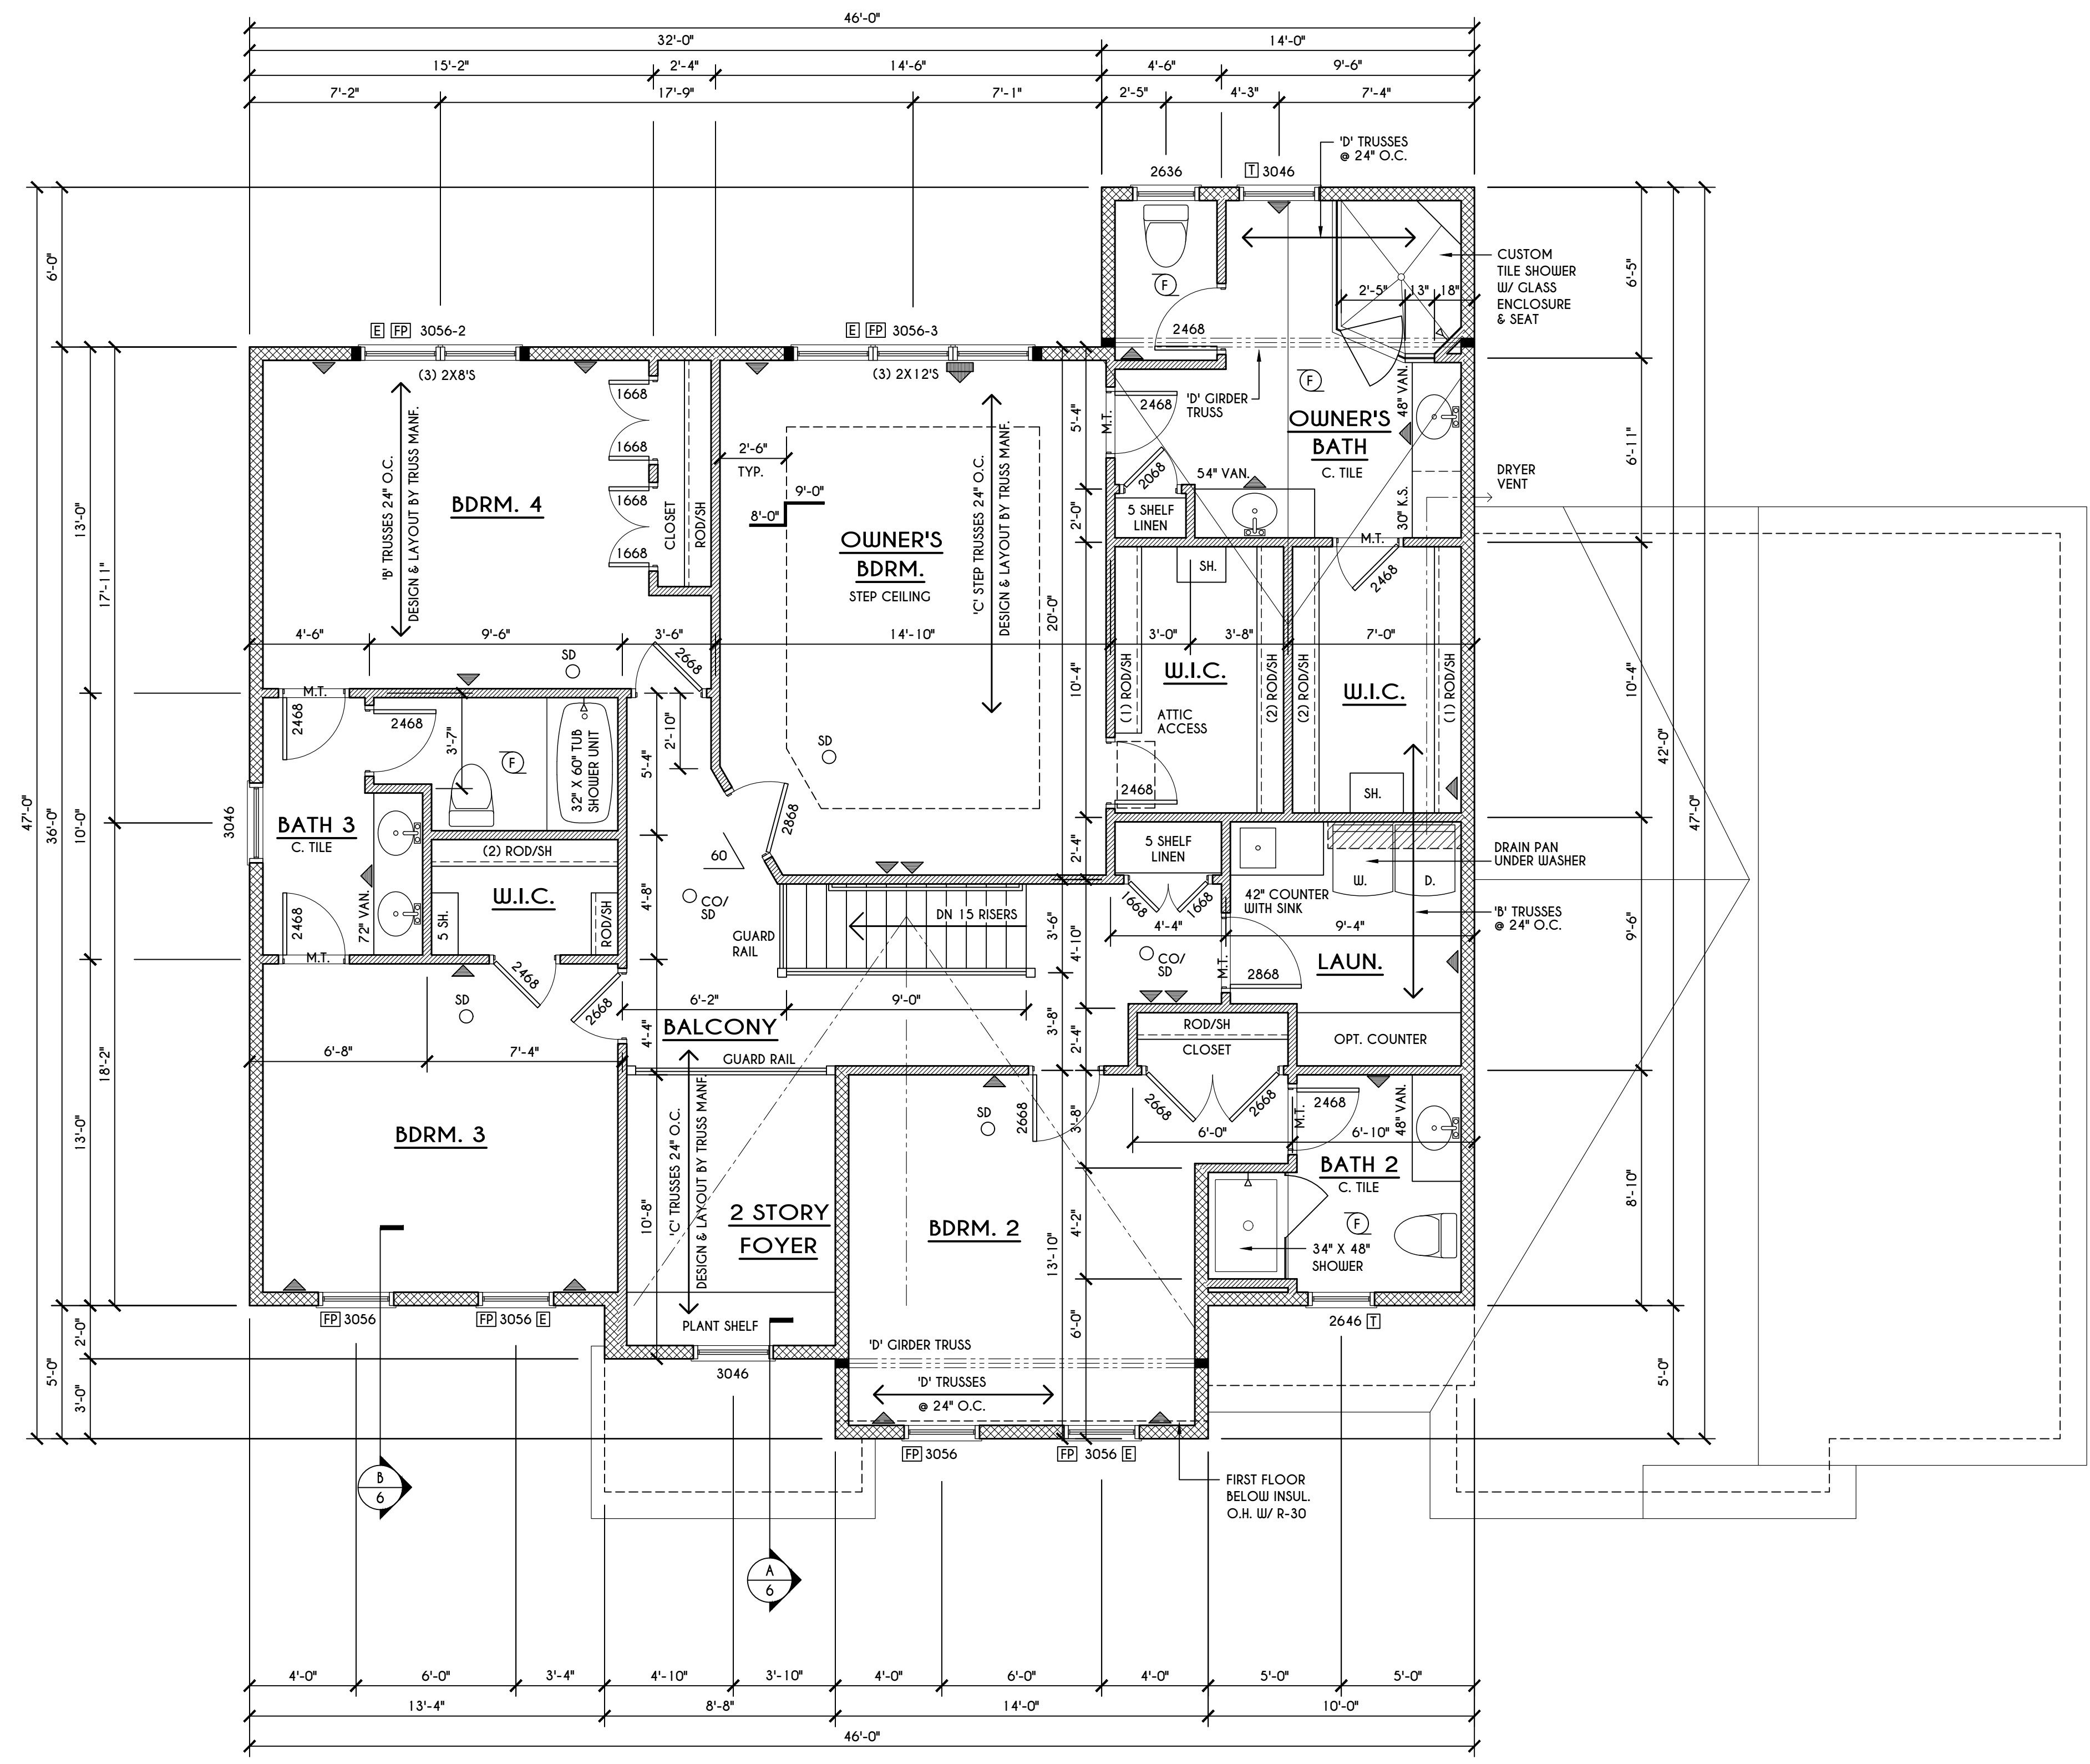 46'-0"
32'-0"
14'-0"
15'-2"
2'-4"
14'-6"
4'-6"
9'-6"
7'-2"
17'-9"
7'-1"
2'-5"
4'-3"
7'-4"
'D' TRUSSES
@ 24" O.C.
2636
T 3046
6'-0"
6'-5"
CUSTOM
TILE SHOWER
W/ GLASS
ENCLOSURE
& SEAT
F
2'-5"
13"
18"
2468
E FP 3056-2
E FP 3056-3
(3) 2X8'S
(3) 2X12'S
1668
1668
1668
1668
'B' TRUSSES 24" O.C.
DESIGN & LAYOUT BY TRUSS MANF.
BDRM. 4
CLOSET
ROD/SH
2'-6"
TYP.
9'-0"
8'-0"
OWNER'S
BDRM.
STEP CEILING
'C' STEP TRUSSES 24" O.C.
DESIGN & LAYOUT BY TRUSS MANF.
5'-4"
M.T.
2468
'D' GIRDER
TRUSS
F
OWNER'S
BATH
C. TILE
48" VAN.
6'-11"
2068
54" VAN.
DRYER
VENT
5 SHELF
LINEN
2'-0"
30" K.S.
M.T.
2468
SH.
13'-0"
17'-11"
4'-6"
9'-6"
3'-6"
14'-10"
20'-0"
3'-0"
3'-8"
7'-0"
SD
2668
W.I.C.
W.I.C.
(1) ROD/SH
(2) ROD/SH
(2) ROD/SH
(1) ROD/SH
10'-4"
10'-4"
ATTIC
ACCESS
2468
SH.
M.T.
2468
2468
3'-7"
F
32" X 60" TUB
SHOWER UNIT
5'-4"
2'-10"
SD
2868
42'-0"
47'-0"
47'-0"
36'-0"
10'-0"
3046
BATH 3
C. TILE
72" VAN.
2468
M.T.
(2) ROD/SH
W.I.C.
5 SH.
ROD/SH
2468
4'-8"
60
CO/
SD
GUARD
RAIL
DN 15 RISERS
2'-4"
5 SHELF
LINEN
1668
1668
42" COUNTER
WITH SINK
W.
D.
DRAIN PAN
UNDER WASHER
'B' TRUSSES
@ 24" O.C.
9'-6"
3'-6"
4'-10"
4'-4"
9'-4"
CO/
SD
M.T.
2868
LAUN.
SD
2668
6'-2"
9'-0"
BALCONY
GUARD RAIL
4'-4"
3'-8"
2'-4"
ROD/SH
CLOSET
OPT. COUNTER
6'-8"
7'-4"
18'-2"
13'-0"
BDRM. 3
'C' TRUSSES 24" O.C.
DESIGN & LAYOUT BY TRUSS MANF.
10'-8"
2 STORY
FOYER
PLANT SHELF
SD
2668
3'-8"
2668
2668
6'-0"
M.T.
2468
48" VAN.
6'-10"
BATH 2
C. TILE
F
34" X 48"
SHOWER
8'-10"
BDRM. 2
13'-10"
4'-2"
6'-0"
FP 3056
FP 3056 E
2646 T
3046
'D' GIRDER TRUSS
'D' TRUSSES
@ 24" O.C.
2'-0"
5'-0"
3'-0"
5'-0"
FP 3056
FP 3056 E
FIRST FLOOR
BELOW INSUL.
O.H. W/ R-30
B
6
A
6
4'-0"
6'-0"
3'-4"
4'-10"
3'-10"
4'-0"
6'-0"
4'-0"
5'-0"
5'-0"
13'-4"
8'-8"
14'-0"
10'-0"
46'-0"